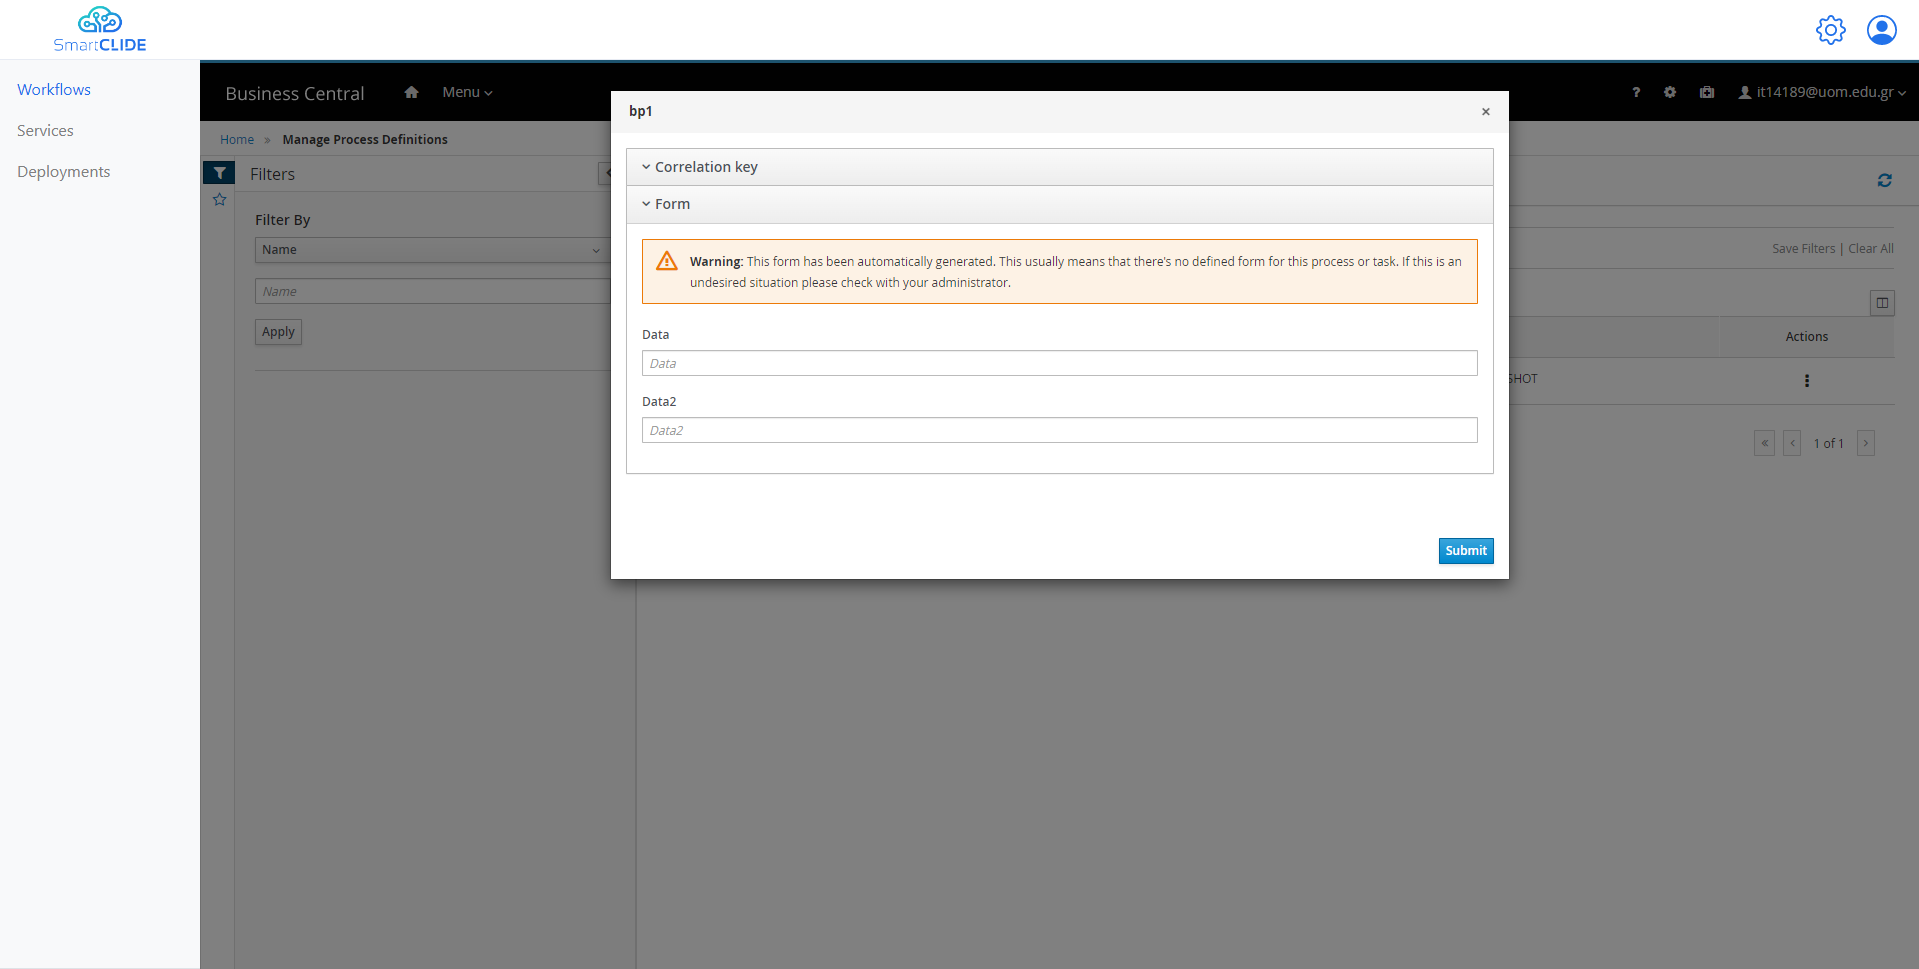 SmartCLIDE
Workflows
Services
Deployments
Business Central
Menu
?
it14189@uom.edu.gr
Home » Manage Process Definitions
Filters
Filter By
Name
Name
Apply
bp1
×
Correlation key
Form
Warning: This form has been automatically generated. This usually means that there's no defined form for this process or task. If this is an
undesired situation please check with your administrator.
Data
Data
Data2
Data2
Submit
Save Filters | Clear All
Actions
SHOT
« < 1 of 1 >